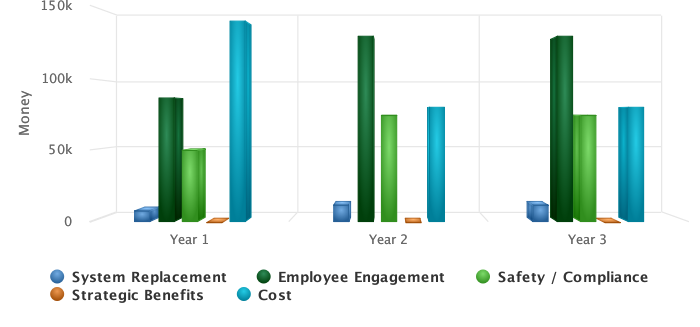 150k
100k
50k
0
Money
Year 1
Year 2
Year 3
System Replacement
Employee Engagement
Safety / Compliance
Strategic Benefits
Cost